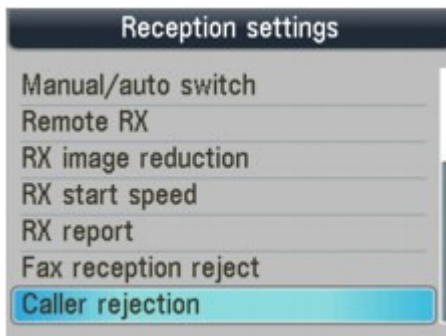 Reception settings
Manual/auto switch
Remote RX
RX image reduction
RX start speed
RX report
Fax reception reject
Caller rejection